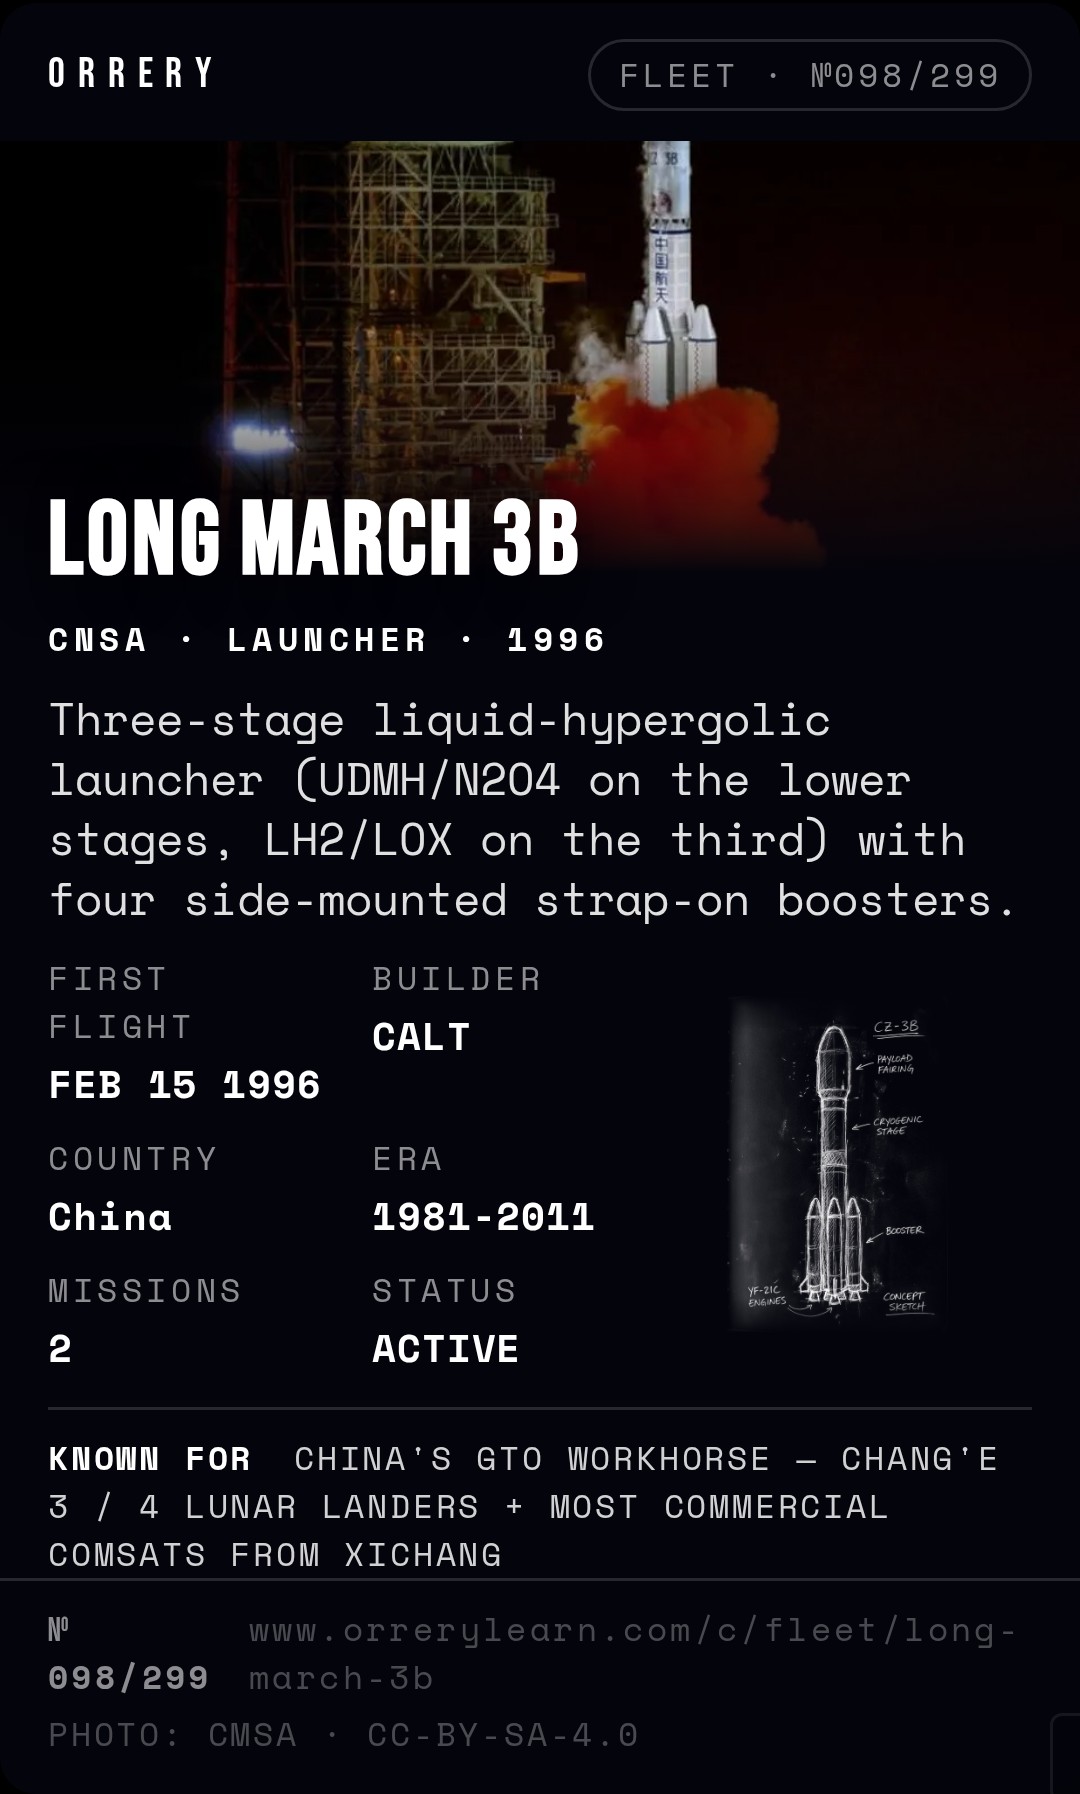 ORRERY
FLEET · №098/299
3B
中
国
航
天
LONG MARCH 3B
CNSA · LAUNCHER · 1996
Three-stage liquid-hypergolic
launcher (UDMH/N2O4 on the lower
stages, LH2/LOX on the third) with
four side-mounted strap-on boosters.
FIRST
FLIGHT
FEB 15 1996
BUILDER
CALT
COUNTRY
China
ERA
1981-2011
MISSIONS
2
STATUS
ACTIVE
CZ-3B
PAYLOAD
FAIRING
CRYOGENIC
STAGE
BOOSTER
YF-21C
ENGINES
CONCEPT
SKETCH
KNOWN FOR CHINA'S GTO WORKHORSE — CHANG'E
3 / 4 LUNAR LANDERS + MOST COMMERCIAL
COMSATS FROM XICHANG
№
098/299
www.orrerylearn.com/c/fleet/long-
march-3b
PHOTO: CMSA · CC-BY-SA-4.0